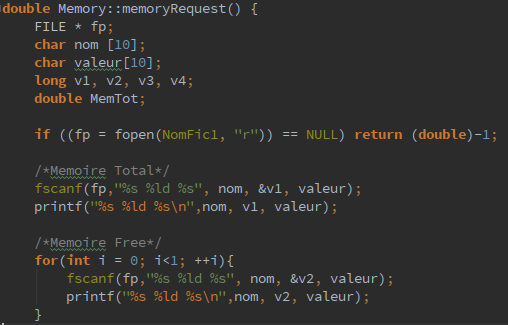 double Memory::memoryRequest() {
FILE * fp;
char nom [10];
char valeur[10];
long v1, v2, v3, v4;
double MemTot;
if ((fp = fopen(NomFic1, "r")) == NULL) return (double)-1;
/*Memoire Total*/
fscanf(fp,"%s %ld %s", nom, &v1, valeur);
printf("%s %ld %s\n",nom, v1, valeur);
/*Memoire Free*/
for(int i = 0; i<1; ++i){
fscanf(fp,"%s %ld %s", nom, &v2, valeur);
printf("%s %ld %s\n",nom, v2, valeur);
}